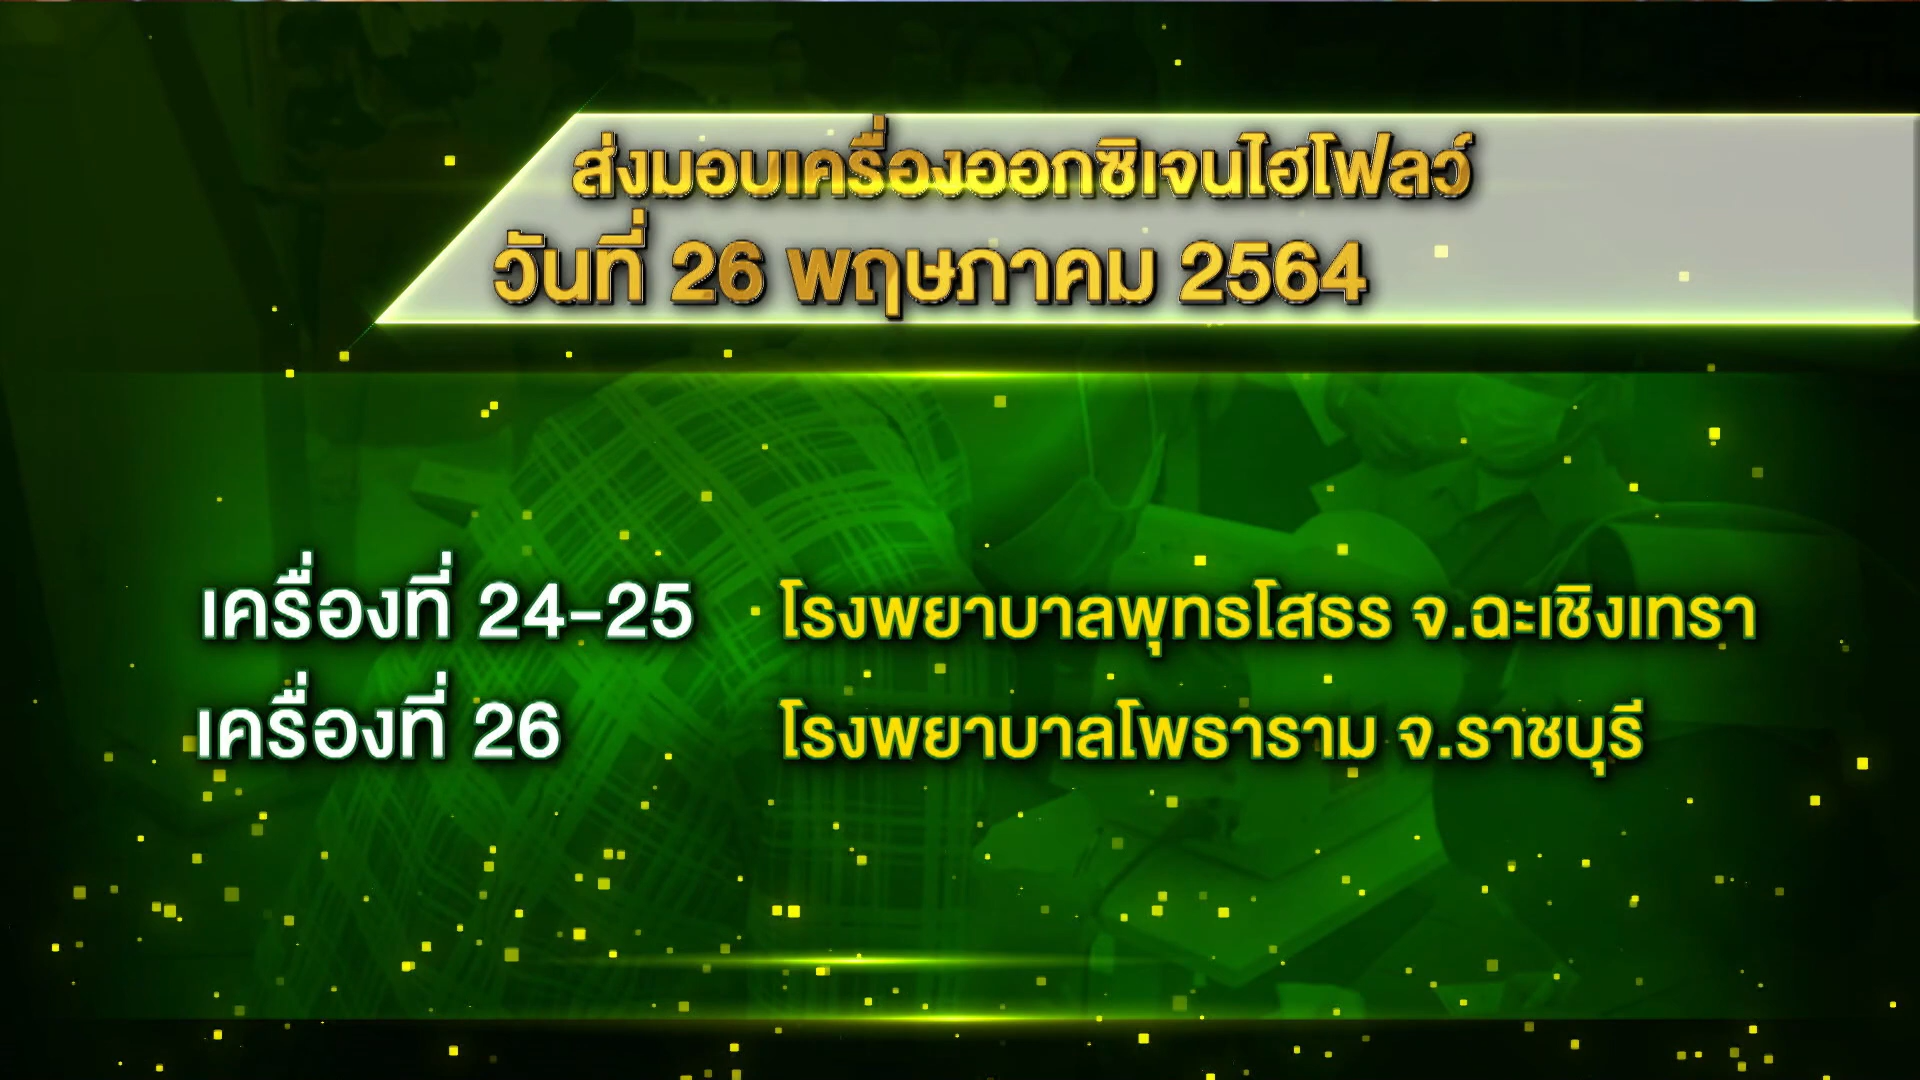 ส่งมอบเครื่องออกซิเจนไฮโฟลว์
วันที่ 26 พฤษภาคม 2564
เครื่องที่ 24-25 โรงพยาบาลพุทธโสธร จ.ฉะเชิงเทรา
เครื่องที่ 26 โรงพยาบาลโพธาราม จ.ราชบุรี